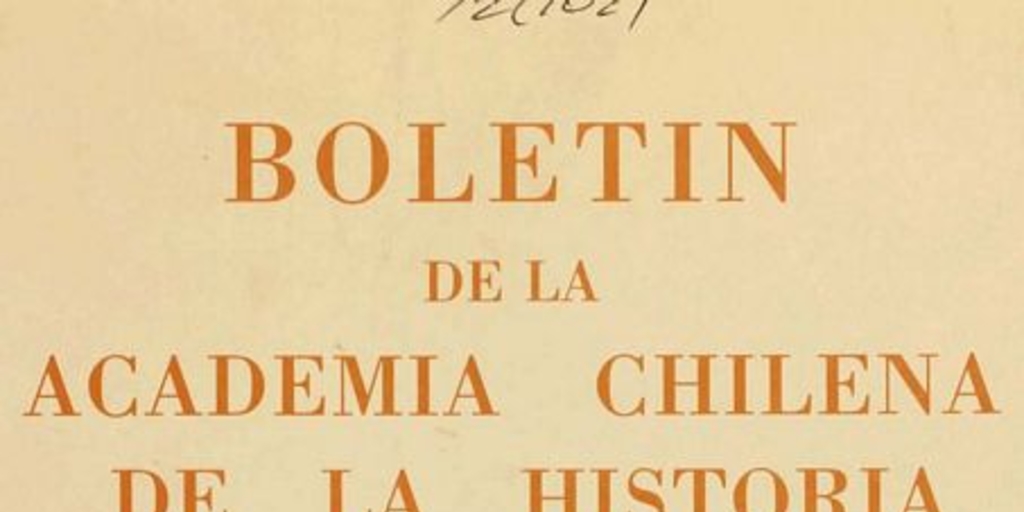 BOLETIN
DE LA
ACADEMIA CHILENA
DE LA HISTORIA